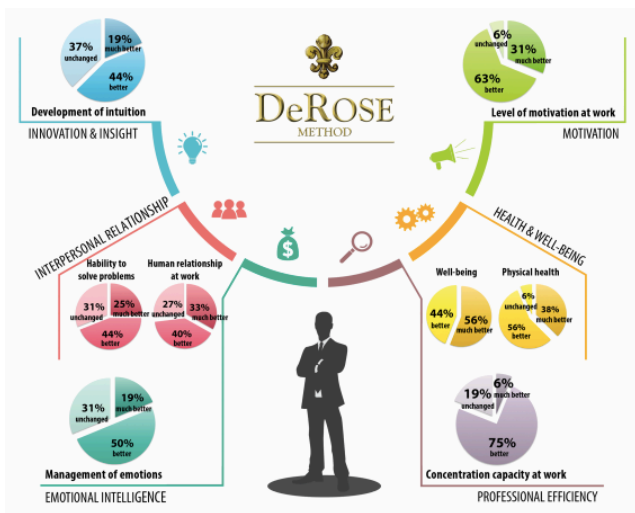 37%
unchanged
19%
much better
44%
better
Development of intuition
INNOVATION & INSIGHT
DeROSE
METHOD
6%
unchanged
31%
much better
63%
better
Level of motivation at work
MOTIVATION
INTERPERSONAL RELATIONSHIP
Hability to
solve problems
31%
unchanged
25%
much better
44%
better
Human relationship
at work
27%
unchanged
33%
much better
40%
better
$
HEALTH & WELL-BEING
Well-being
44%
better
56%
much better
Physical health
6%
unchanged
38%
much better
56%
better
31%
unchanged
19%
much better
50%
better
Management of emotions
EMOTIONAL INTELLIGENCE
19%
unchanged
6%
much better
75%
better
Concentration capacity at work
PROFESSIONAL EFFICIENCY